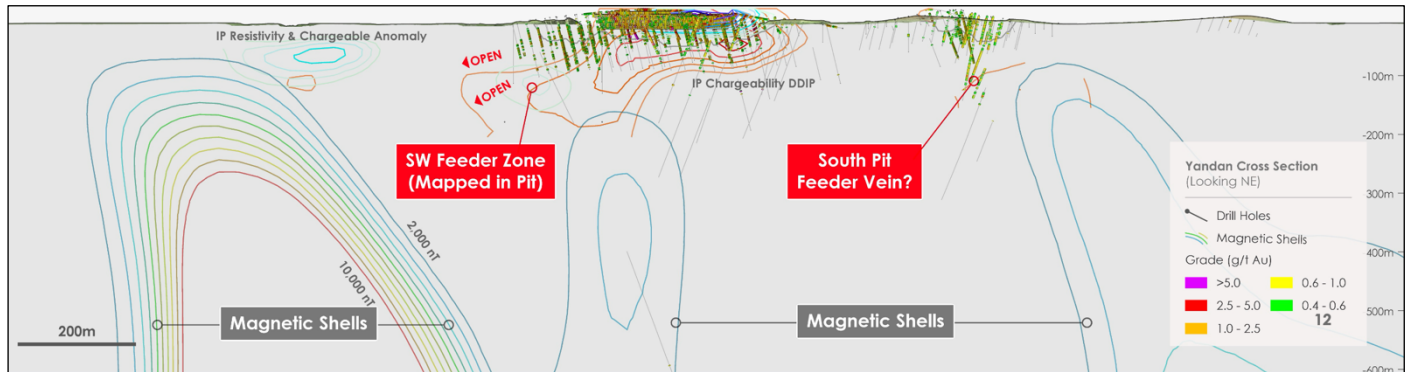 IP Resistivity & Chargeable Anomaly
OPEN
OPEN
IP Chargeability DDIP
SW Feeder Zone
(Mapped in Pit)
South Pit
Feeder Vein?
2,000 nT
10,000 nT
Magnetic Shells
Magnetic Shells
200m
-100m
-200m
-300m
-400m
-500m
-600m
Yandan Cross Section
(Looking NE)
Drill Holes
Magnetic Shells
Grade (g/t Au)
>5.0
0.6 - 1.0
2.5 - 5.0
0.4 - 0.6
1.0 - 2.5
12